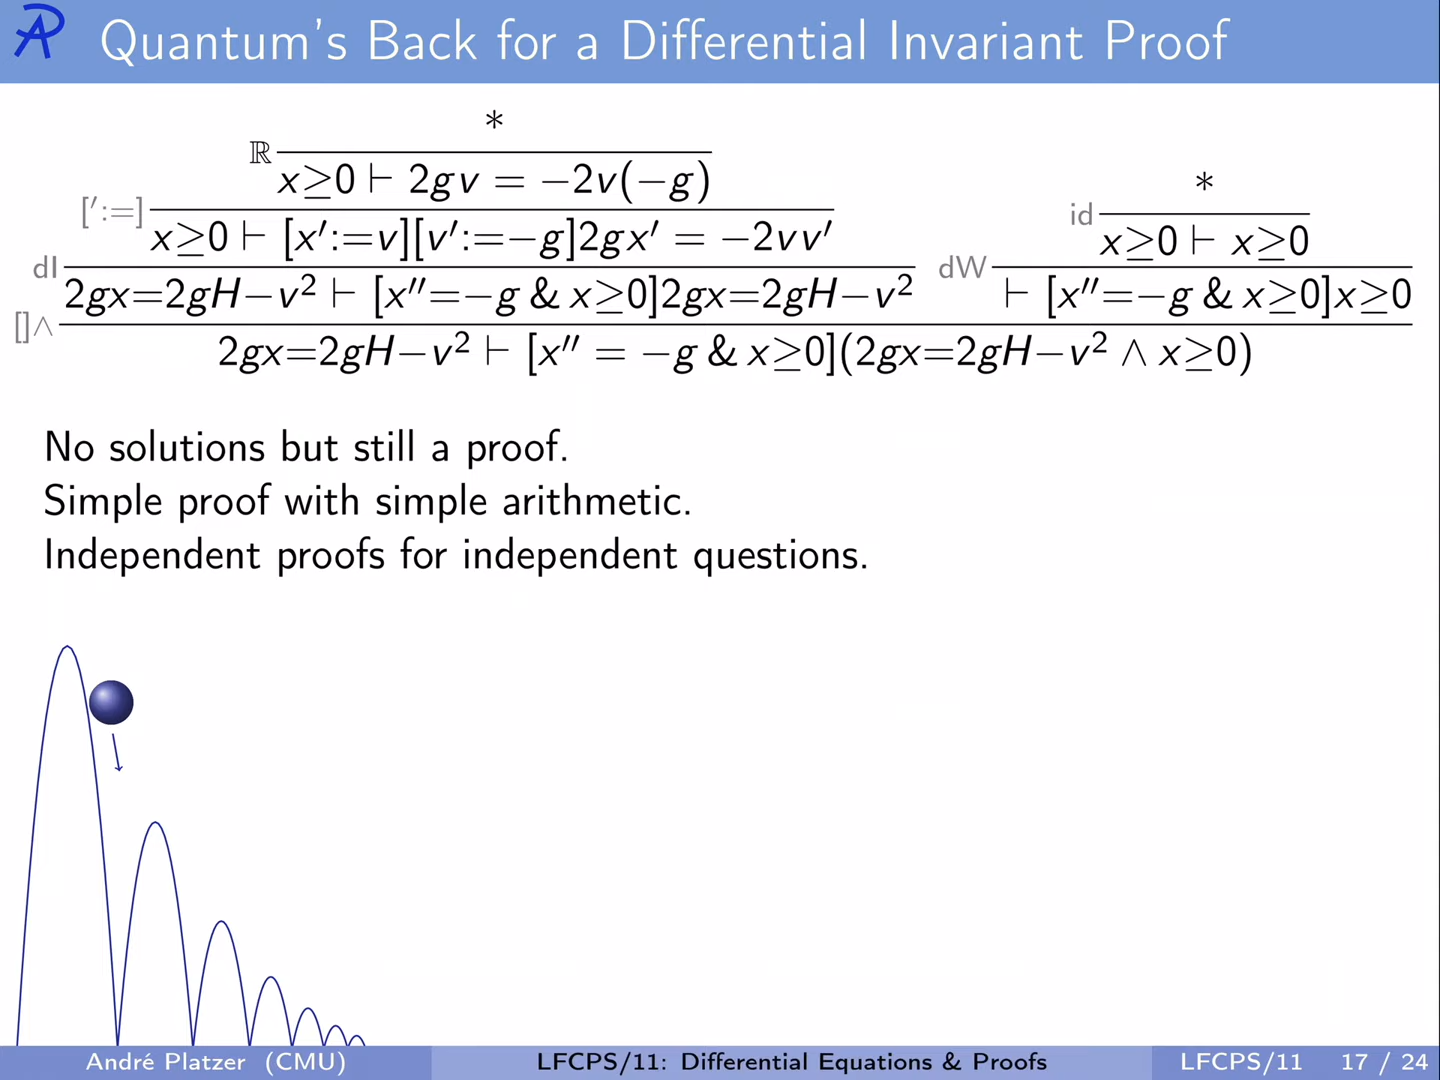 Quantum's Back for a Differential Invariant Proof
*
ℝ x≥0 ⊢ 2gv = −2v(−g)
*
[′:=] x≥0 ⊢ [x′:=v][v′:=−g]2gx′ = −2vv′
id x≥0 ⊢ x≥0
dI 2gx=2gH−v² ⊢ [x″=−g & x≥0]2gx=2gH−v²
dW ⊢ [x″=−g & x≥0]x≥0
[]∧ 2gx=2gH−v² ⊢ [x″ = −g & x≥0](2gx=2gH−v² ∧ x≥0)
No solutions but still a proof.
Simple proof with simple arithmetic.
Independent proofs for independent questions.
André Platzer (CMU) LFCPS/11: Differential Equations & Proofs LFCPS/11 17 / 24